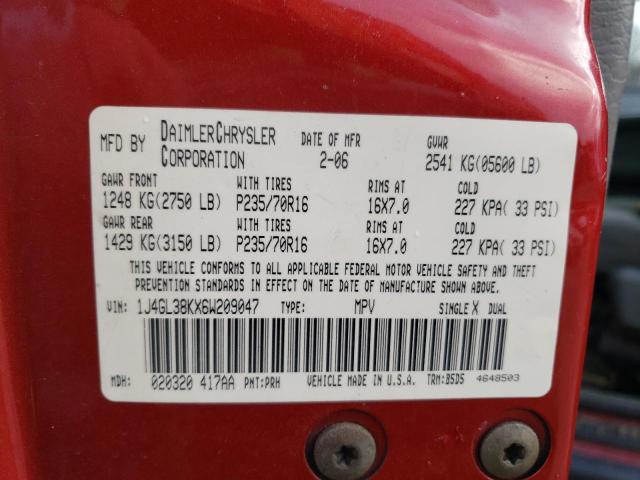 MFD BY DAIMLERCHRYSLER CORPORATION DATE OF MFR 2-06 GVWR 2541 KG(05600 LB)
GAWR FRONT WITH TIRES RIMS AT COLD
1248 KG(2750 LB) P235/70R16 16X7.0 227 KPA( 33 PSI)
GAWR REAR WITH TIRES RIMS AT COLD
1429 KG(3150 LB) P235/70R16 16X7.0 227 KPA( 33 PSI)
THIS VEHICLE CONFORMS TO ALL APPLICABLE FEDERAL MOTOR VEHICLE SAFETY AND THEFT
PREVENTION STANDARDS IN EFFECT ON THE DATE OF MANUFACTURE SHOWN ABOVE.
VIN: 1J4GL38KX6W209047 TYPE: MPV SINGLE X DUAL
MDH: 020320 417AA PNT:PRH VEHICLE MADE IN U.S.A. TRM:B5D5 4648503